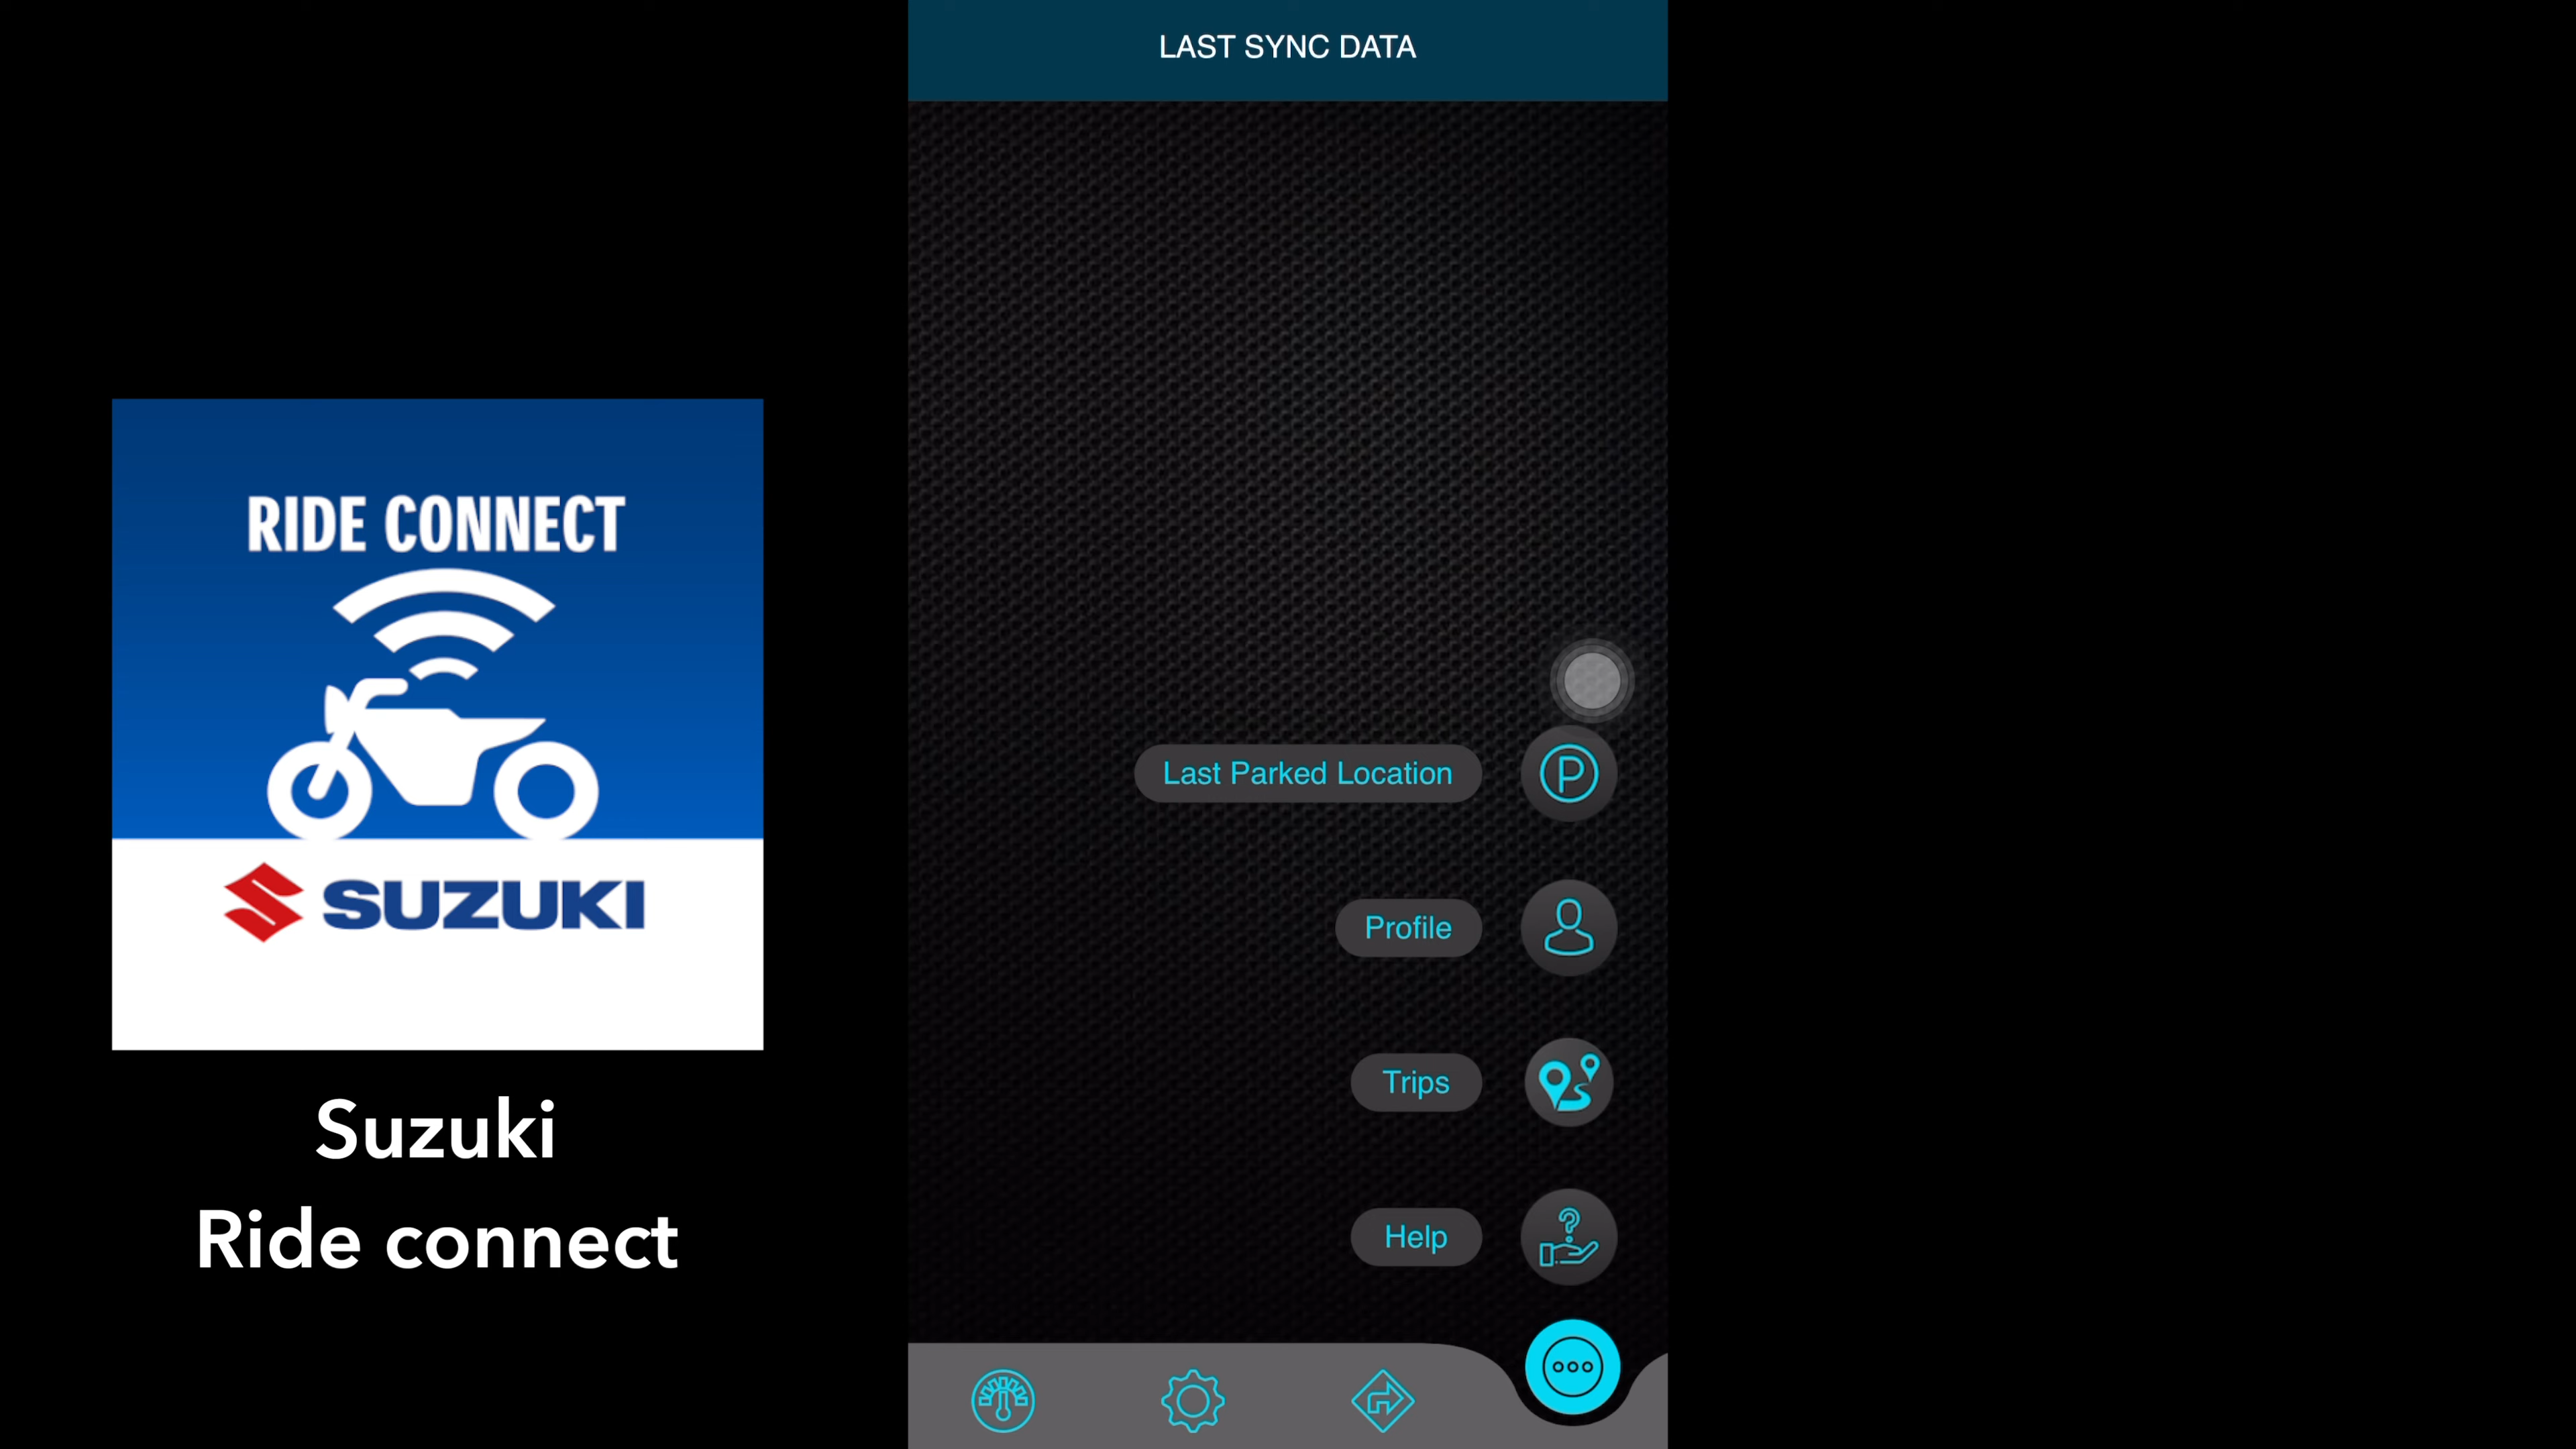 LAST SYNC DATA
RIDE CONNECT
SUZUKI
Suzuki
Ride connect
Last Parked Location
P
Profile
Trips
Help
?